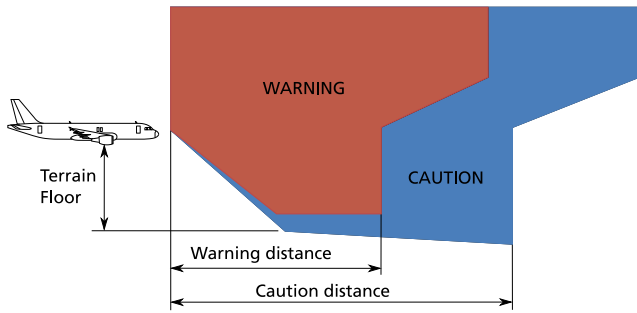 WARNING
CAUTION
Terrain
Floor
Warning distance
Caution distance